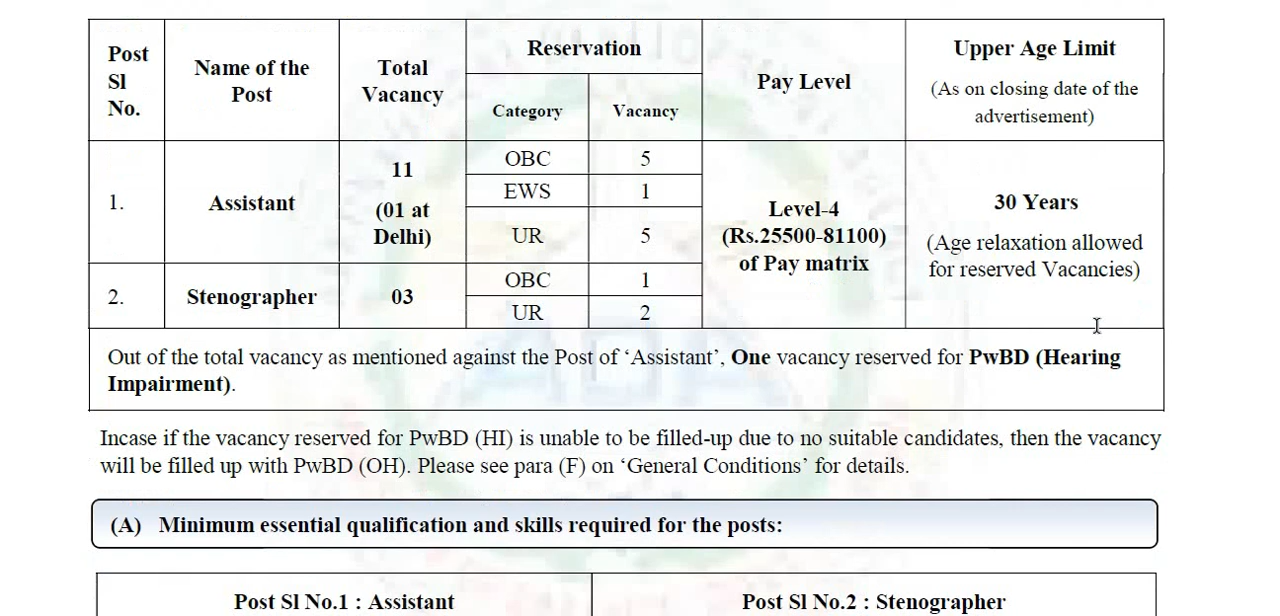 Post
Sl
No.
Name of the
Post
Total
Vacancy
Reservation
Category
Vacancy
Pay Level
Upper Age Limit
(As on closing date of the
advertisement)
1.
Assistant
11
(01 at
Delhi)
OBC
5
EWS
1
UR
5
Level-4
(Rs.25500-81100)
of Pay matrix
30 Years
(Age relaxation allowed
for reserved Vacancies)
2.
Stenographer
03
OBC
1
UR
2
Out of the total vacancy as mentioned against the Post of ‘Assistant’, One vacancy reserved for PwBD (Hearing
Impairment).
Incase if the vacancy reserved for PwBD (HI) is unable to be filled-up due to no suitable candidates, then the vacancy
will be filled up with PwBD (OH). Please see para (F) on ‘General Conditions’ for details.
(A) Minimum essential qualification and skills required for the posts:
Post Sl No.1 : Assistant
Post Sl No.2 : Stenographer